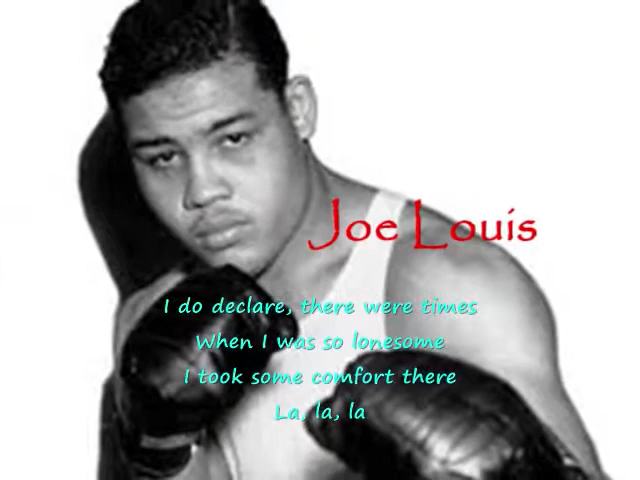 Joe Louis
I do declare, there were times
When I was so lonesome
I took some comfort there
La, la, la